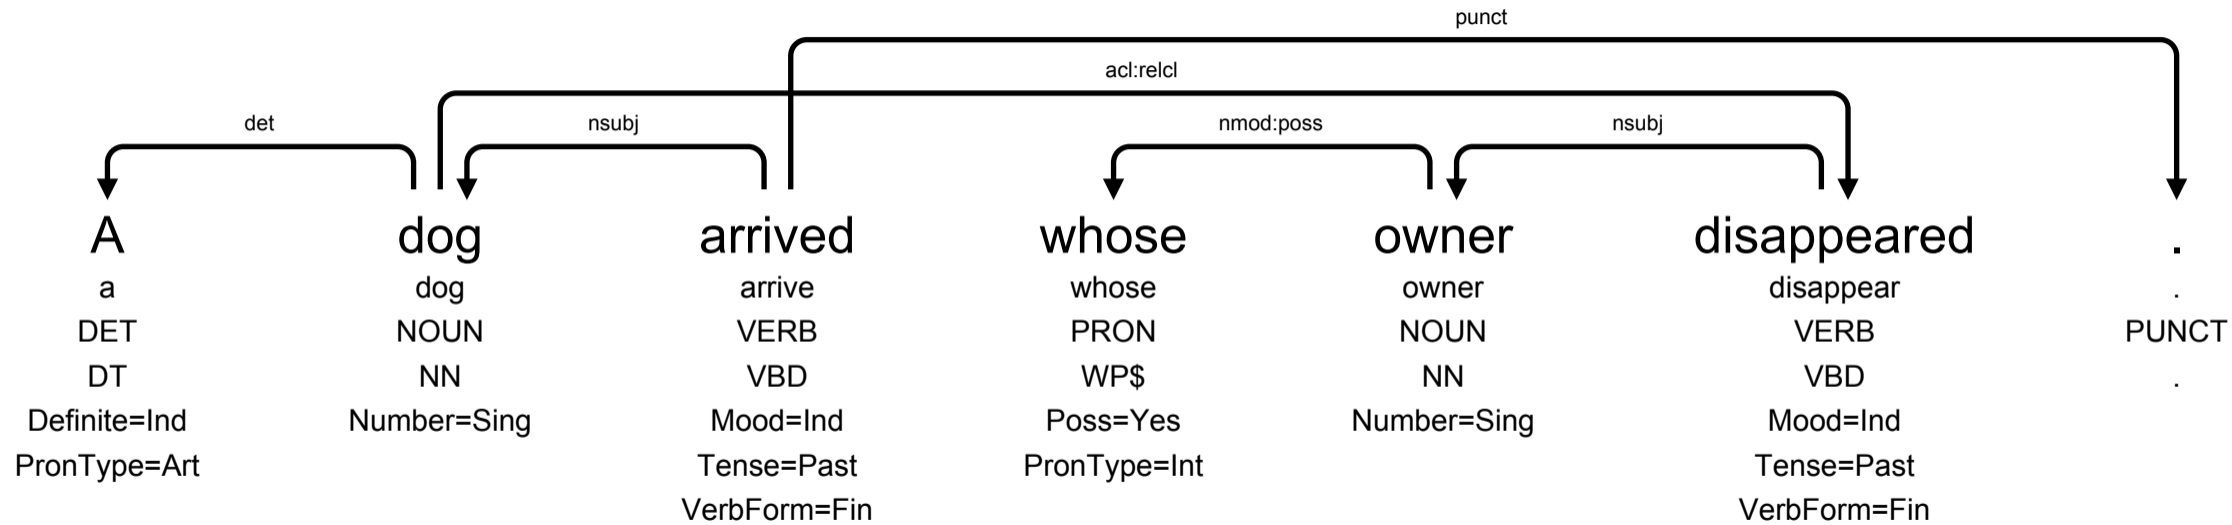 punct
acl:relcl
det nsubj nmod:poss nsubj
A dog arrived whose owner disappeared .
a dog arrive whose owner disappear .
DET NOUN VERB PRON NOUN VERB PUNCT
DT NN VBD WP$ NN VBD .
Definite=Ind Number=Sing Mood=Ind Poss=Yes Number=Sing Mood=Ind
PronType=Art Tense=Past PronType=Int Tense=Past
VerbForm=Fin VerbForm=Fin